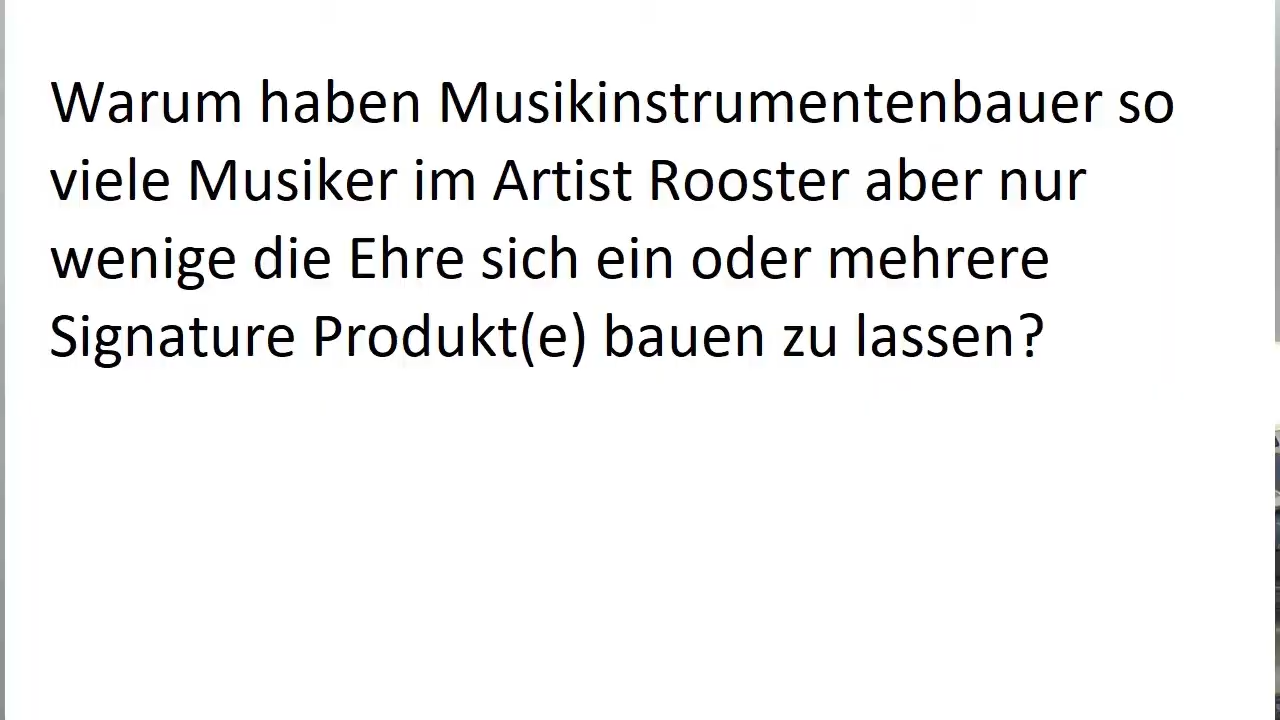 Warum haben Musikinstrumentenbauer so
viele Musiker im Artist Rooster aber nur
wenige die Ehre sich ein oder mehrere
Signature Produkt(e) bauen zu lassen?